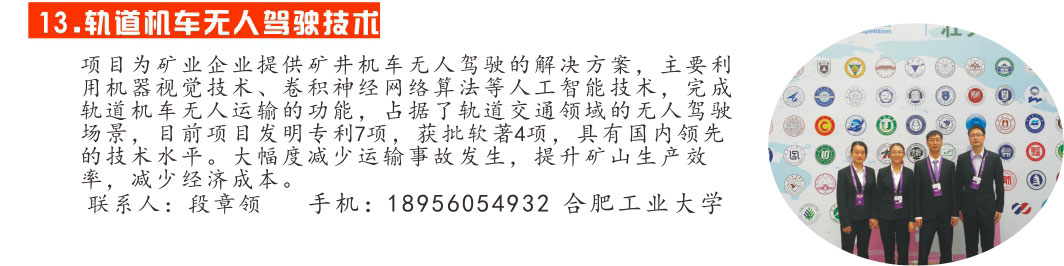 13.轨道机车无人驾驶技术
项目为矿业企业提供矿井机车无人驾驶的解决方案，主要利
用机器视觉技术、卷积神经网络算法等人工智能技术，完成
轨道机车无人运输的功能，占据了轨道交通领域的无人驾驶
场景，目前项目发明专利7项，获批软著4项，具有国内领先
的技术水平。大幅度减少运输事故发生，提升矿山生产效
率，减少经济成本。
联系人：段章领 手机：18956054932 合肥工业大学